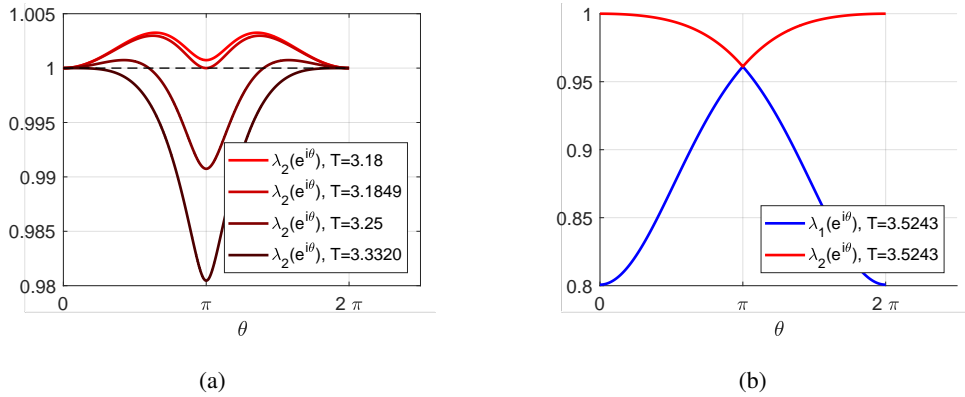 1.005
1
0.995
0.99
0.985
0.98
0
π
2 π
θ
λ₂(e^{iθ}), T=3.18
λ₂(e^{iθ}), T=3.1849
λ₂(e^{iθ}), T=3.25
λ₂(e^{iθ}), T=3.3320
(a)
1
0.95
0.9
0.85
0.8
0
π
2 π
θ
λ₁(e^{iθ}), T=3.5243
λ₂(e^{iθ}), T=3.5243
(b)